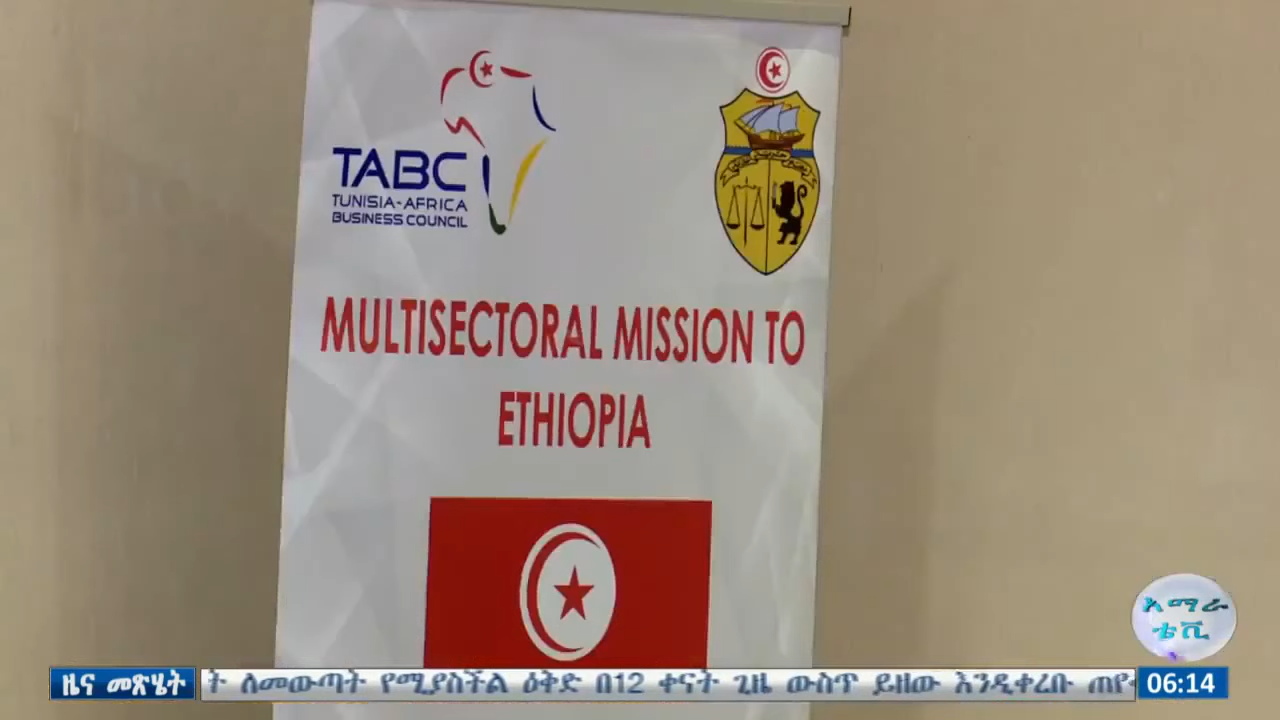 TABC
TUNISIA-AFRICA
BUSINESS COUNCIL
MULTISECTORAL MISSION TO
ETHIOPIA
አማራ
ቴቪ
ዜና መጽሄት
ት ለመውጣት የሚያስችል ዕቅድ በ12 ቀናት ጊዜ ውስጥ ይዘው እንዲቀረቡ ጠየ
06:14